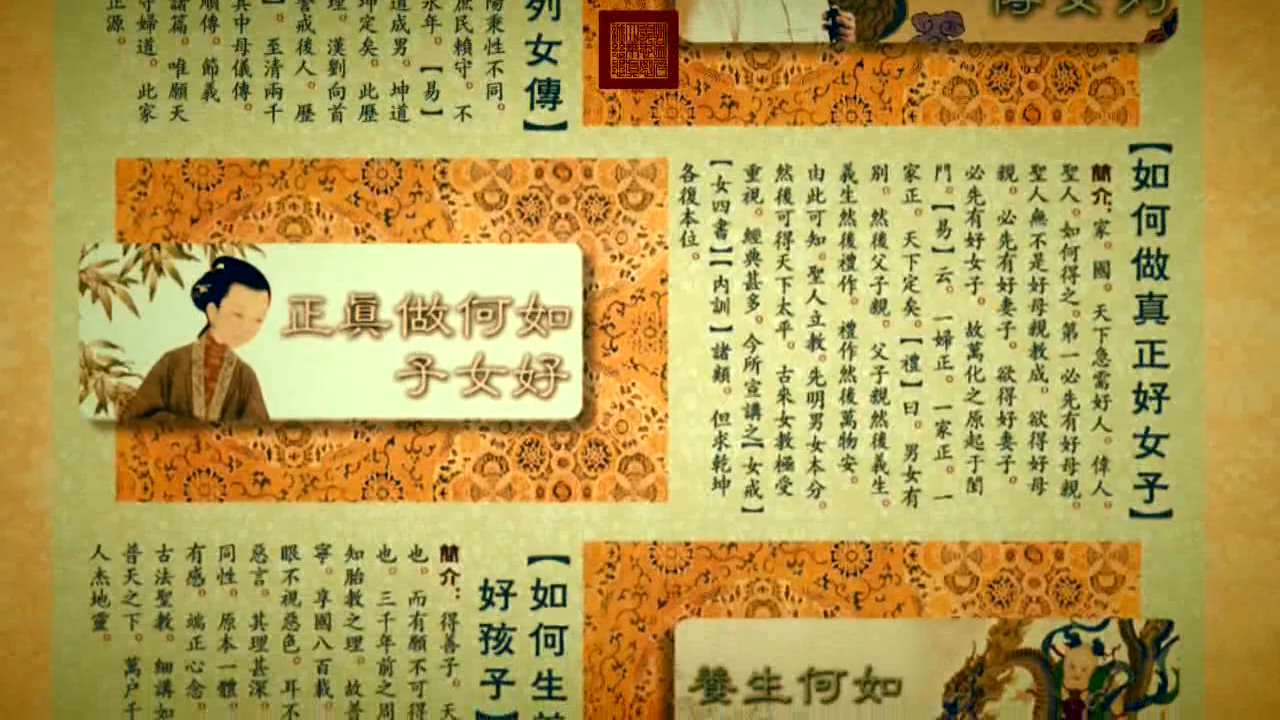 列女傳】
陽秉性不同。
庶民賴守。不
永年。【易】
道成男。坤道
坤定矣。此歷
理。漢劉向首
警戒後人。歷
】。至清兩千
其中母儀傳。
順傳。節義
諸篇。唯願天
守婦道。此家
正源。
【如何做真正好女子】
簡介：家。國。天下急需好人。偉人。
聖人。如何得之。第一必先有好母親。
聖人無不是好母親教成。欲得好母
親。必先有好妻子。欲得好妻子。
必先有好女子。故萬化之原起于閨
門。【易】云。一婦正。一家正。一
家正。天下定矣。【禮】曰。男女有
別。然後父子親。父子親然後義生。
義生然後禮作。禮作然後萬物安。
由此可知。聖人立教。先明男女本分。
然後可得天下太平。古來女教極受
重視。經典甚多。今所宣講之【女戒】
【女四書】【內訓】諸類。但求乾坤
各復本位。
如何做眞正
好女子
【如何生
好孩子】
簡介：得善子。天
也。而有願不可得
也。三千年前之周
知胎教之理。故善
寧。享國八百載。
眼不視惡色。耳不
惡言。其理甚深。
同性。原本一體。
有感。端正心念。
古法聖教。細講如
普天之下。萬戶千
人杰地靈。
如何生養